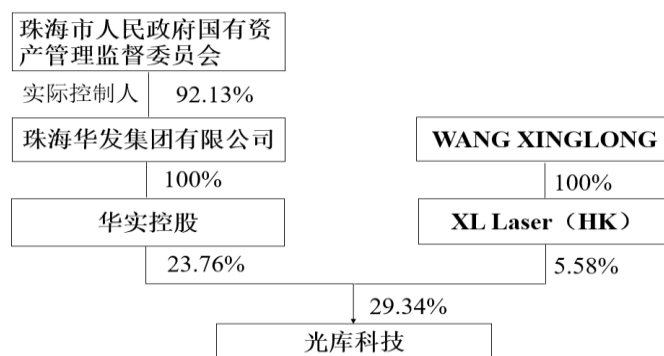 珠海市人民政府国有资
产管理监督委员会
实际控制人 92.13%
珠海华发集团有限公司
WANG XINGLONG
100%
100%
华实控股
XL Laser（HK）
23.76%
5.58%
29.34%
光库科技